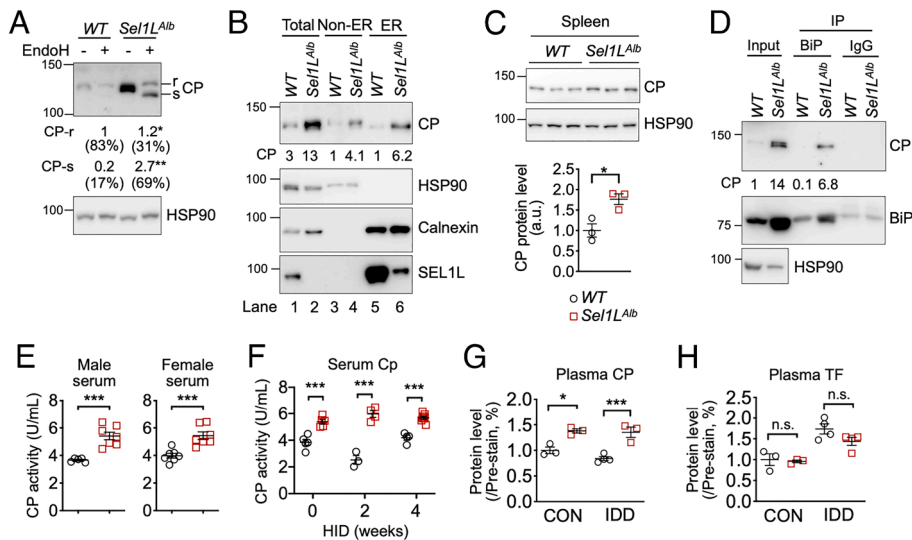 A
WT Sel1L^Alb
EndoH - + - +
150
r
s
CP
100
CP-r 1 1.2*
(83%) (31%)
CP-s 0.2 2.7**
(17%) (69%)
100
HSP90
B
Total Non-ER ER
WT Sel1L^Alb WT Sel1L^Alb WT Sel1L^Alb
150
CP
CP 3 13 1 4.1 1 6.2
100
HSP90
100
Calnexin
100
SEL1L
Lane 1 2 3 4 5 6
C
Spleen
WT Sel1L^Alb
150
CP
100
HSP90
CP protein level
(a.u.)
2.5
2.0
1.5
1.0
0.5
0.0
*
WT
Sel1L^Alb
D
IP
Input BiP IgG
WT Sel1L^Alb WT Sel1L^Alb WT Sel1L^Alb
150
CP
CP 1 14 0.1 6.8
75
BiP
100
HSP90
E
Male
serum
CP activity (U/mL)
8
6
4
2
0
***
Female
serum
8
6
4
2
0
***
F
Serum Cp
CP activity (U/mL)
8
6
4
2
0
*** *** ***
0 2 4
HID (weeks)
G
Plasma CP
Protein level
(/Pre-stain, %)
2.0
1.5
1.0
0.5
0.0
* ***
CON IDD
H
Plasma TF
Protein level
(/Pre-stain, %)
2.5
2.0
1.5
1.0
0.5
0.0
n.s. n.s.
CON IDD